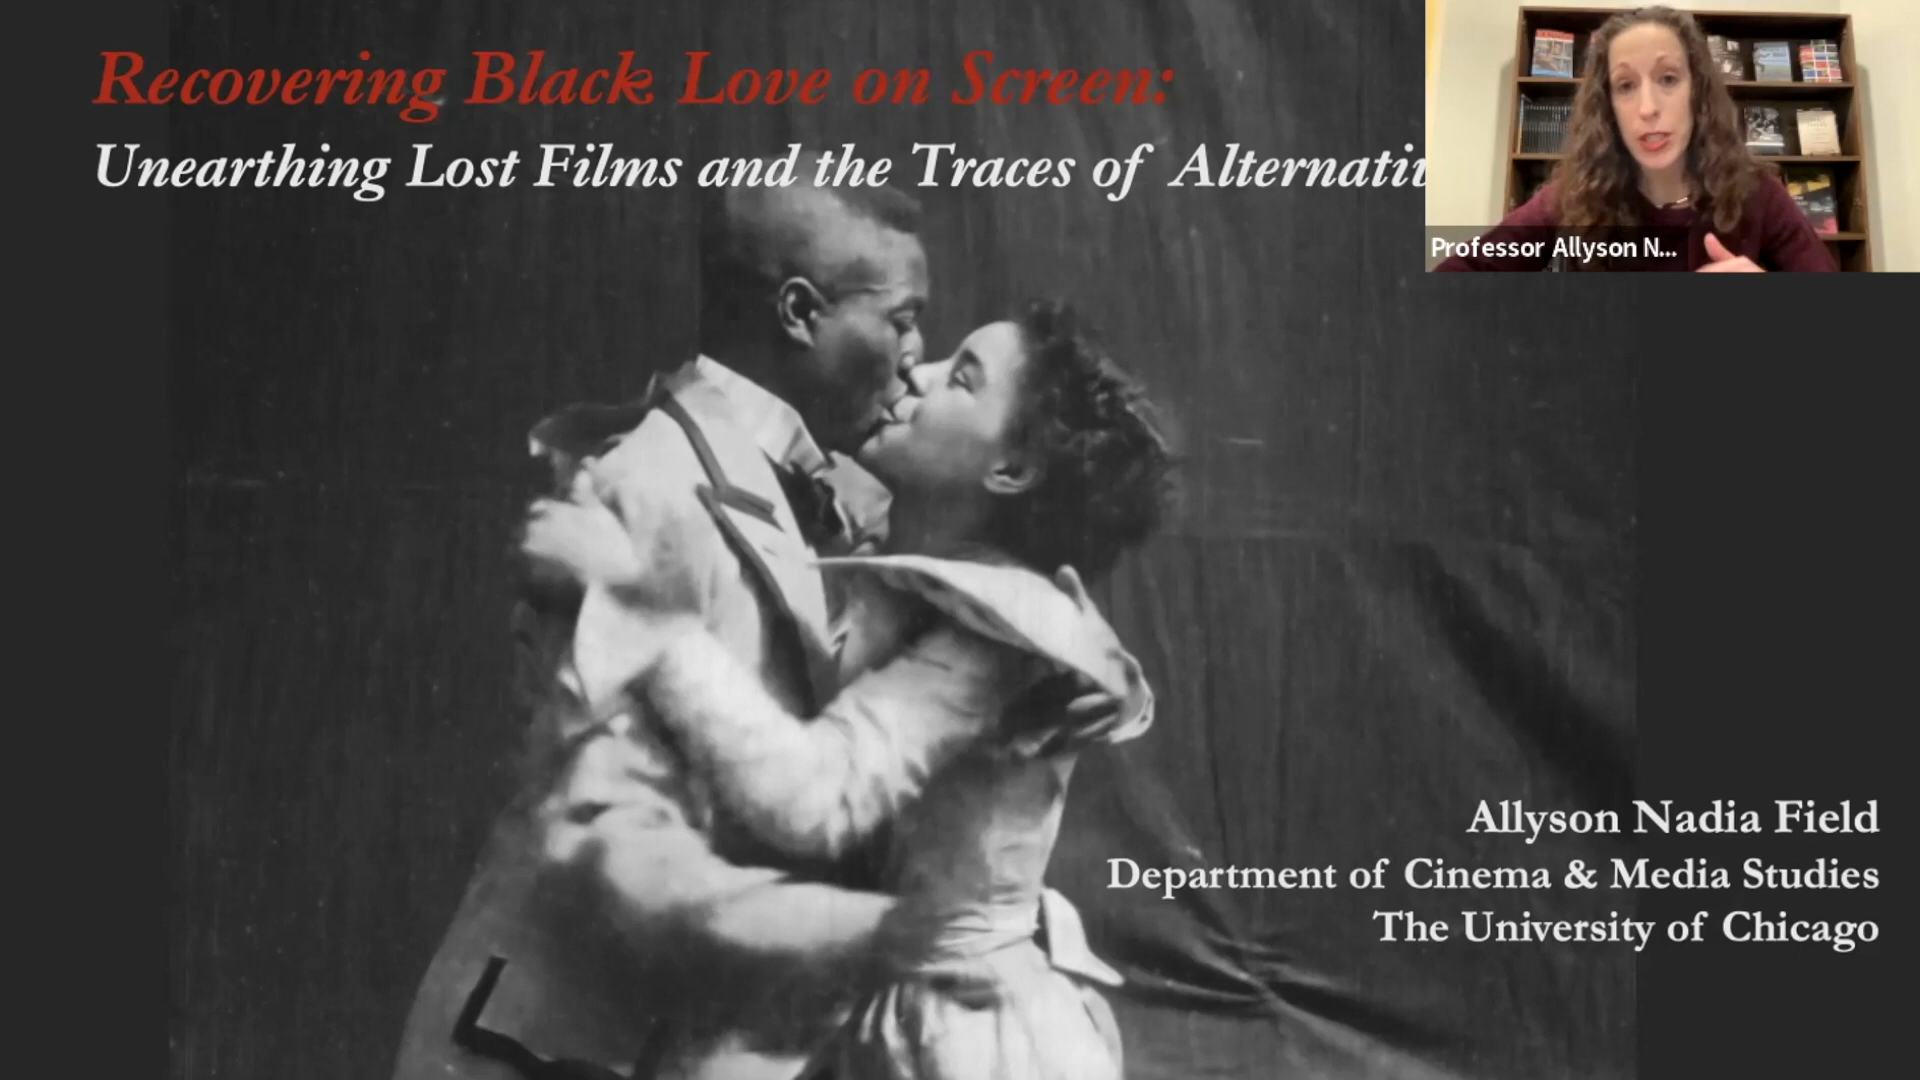 Recovering Black Love on Screen:
Unearthing Lost Films and the Traces of Alternati
Professor Allyson N...
Allyson Nadia Field
Department of Cinema & Media Studies
The University of Chicago